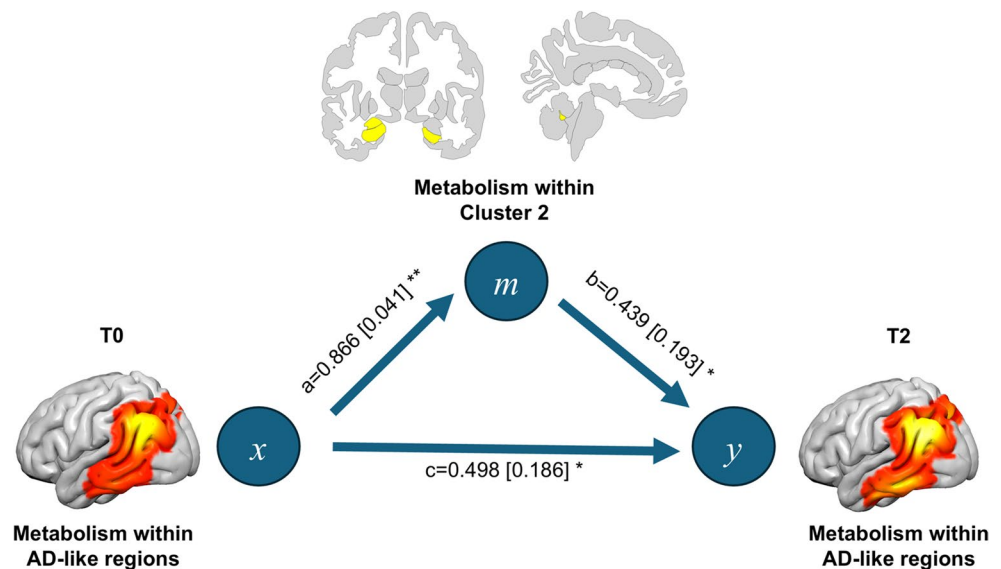 Metabolism within
Cluster 2
m
a=0.866 [0.041] **
b=0.439 [0.193] *
T0
T2
x
y
c=0.498 [0.186] *
Metabolism within
AD-like regions
Metabolism within
AD-like regions